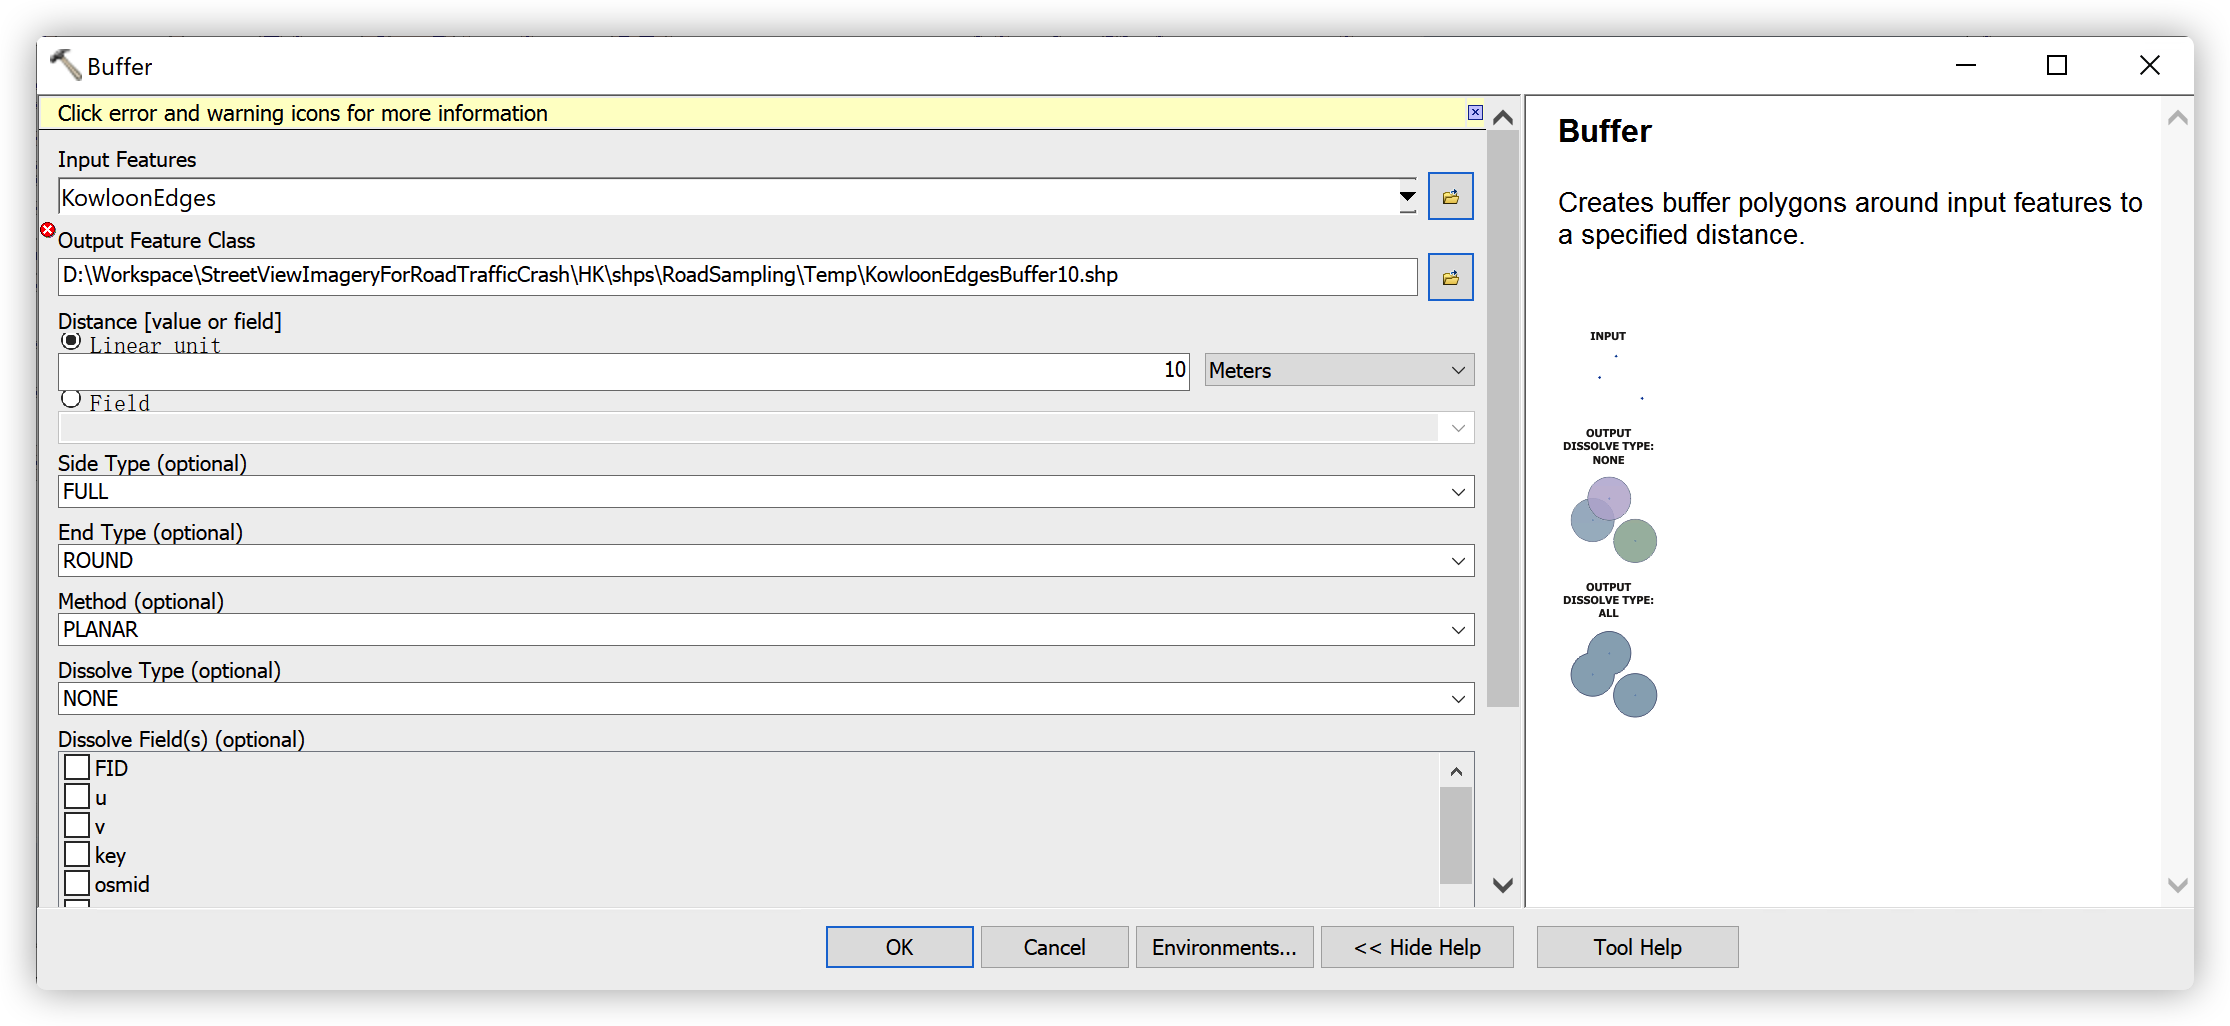 Buffer
Click error and warning icons for more information
Input Features
KowloonEdges
Output Feature Class
D:\Workspace\StreetViewImageryForRoadTrafficCrash\HK\shps\RoadSampling\Temp\KowloonEdgesBuffer10.shp
Distance [value or field]
Linear unit
10 Meters
Field
Side Type (optional)
FULL
End Type (optional)
ROUND
Method (optional)
PLANAR
Dissolve Type (optional)
NONE
Dissolve Field(s) (optional)
FID
u
v
key
osmid
Buffer
Creates buffer polygons around input features to
a specified distance.
INPUT
OUTPUT
DISSOLVE TYPE:
NONE
OUTPUT
DISSOLVE TYPE:
ALL
OK Cancel Environments... << Hide Help Tool Help